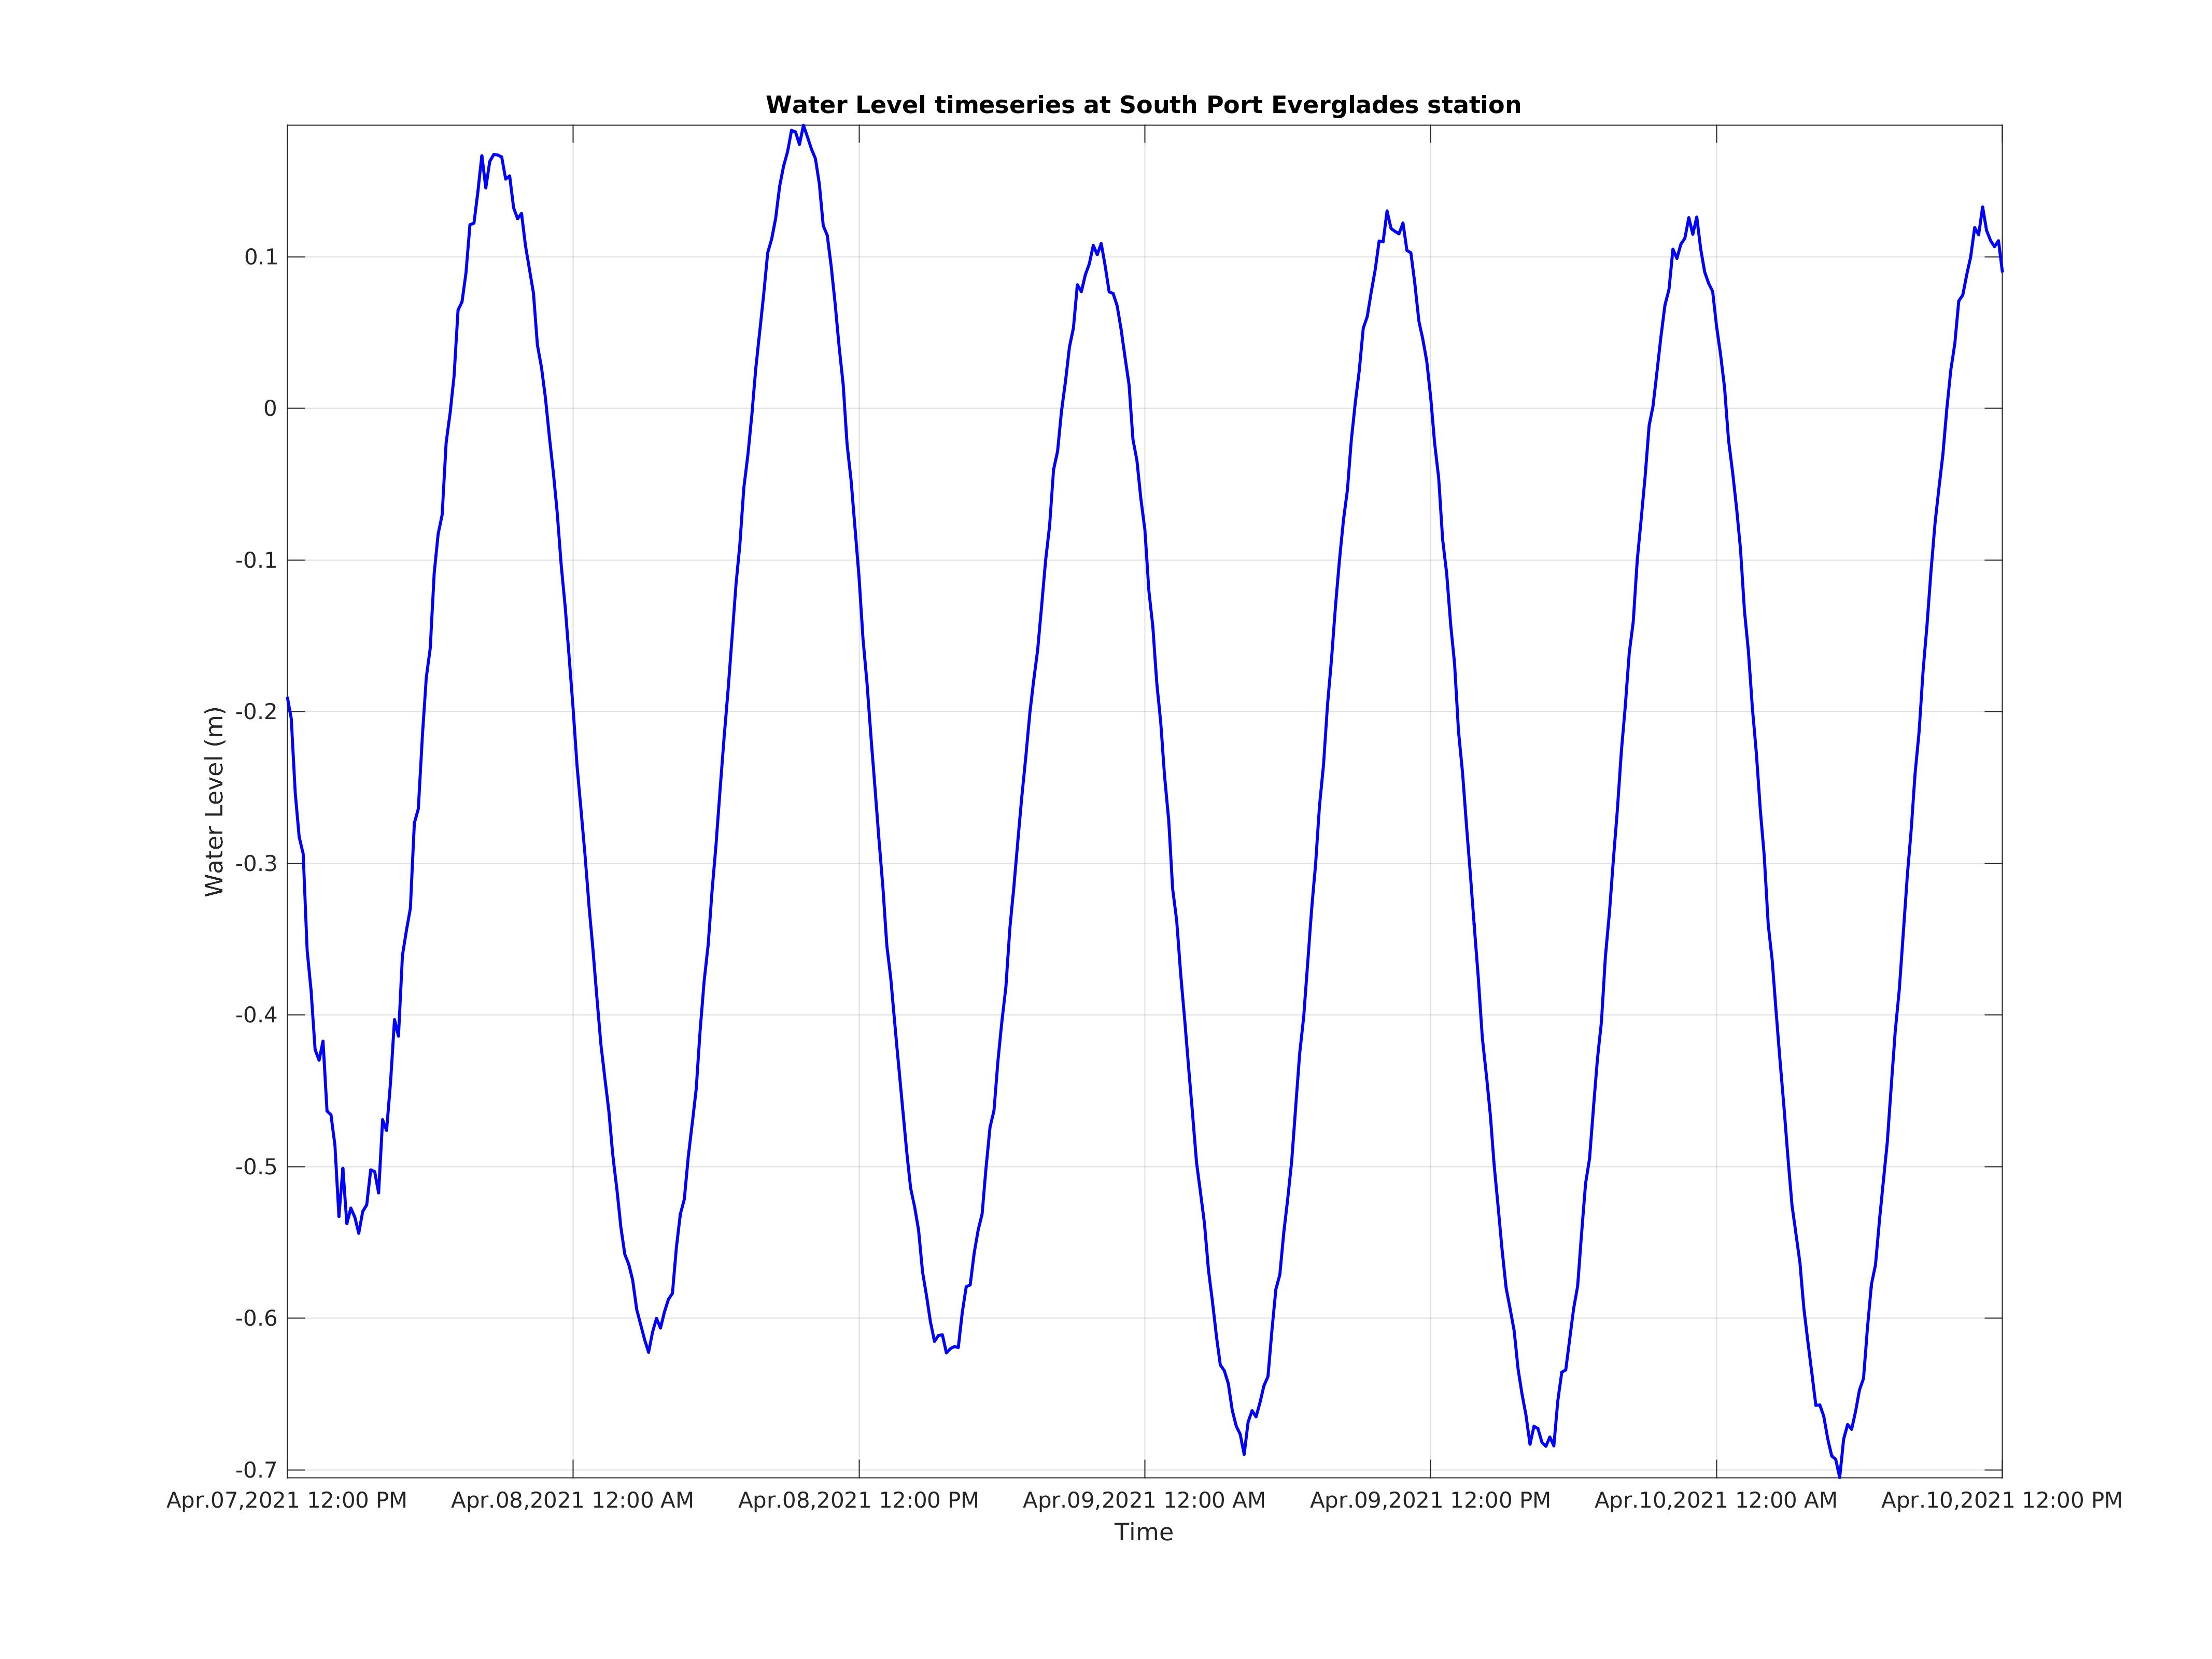 Water Level timeseries at South Port Everglades station
0.1
0
-0.1
-0.2
-0.3
-0.4
-0.5
-0.6
-0.7
Water Level (m)
Apr.07,2021 12:00 PM Apr.08,2021 12:00 AM Apr.08,2021 12:00 PM Apr.09,2021 12:00 AM Apr.09,2021 12:00 PM Apr.10,2021 12:00 AM Apr.10,2021 12:00 PM
Time